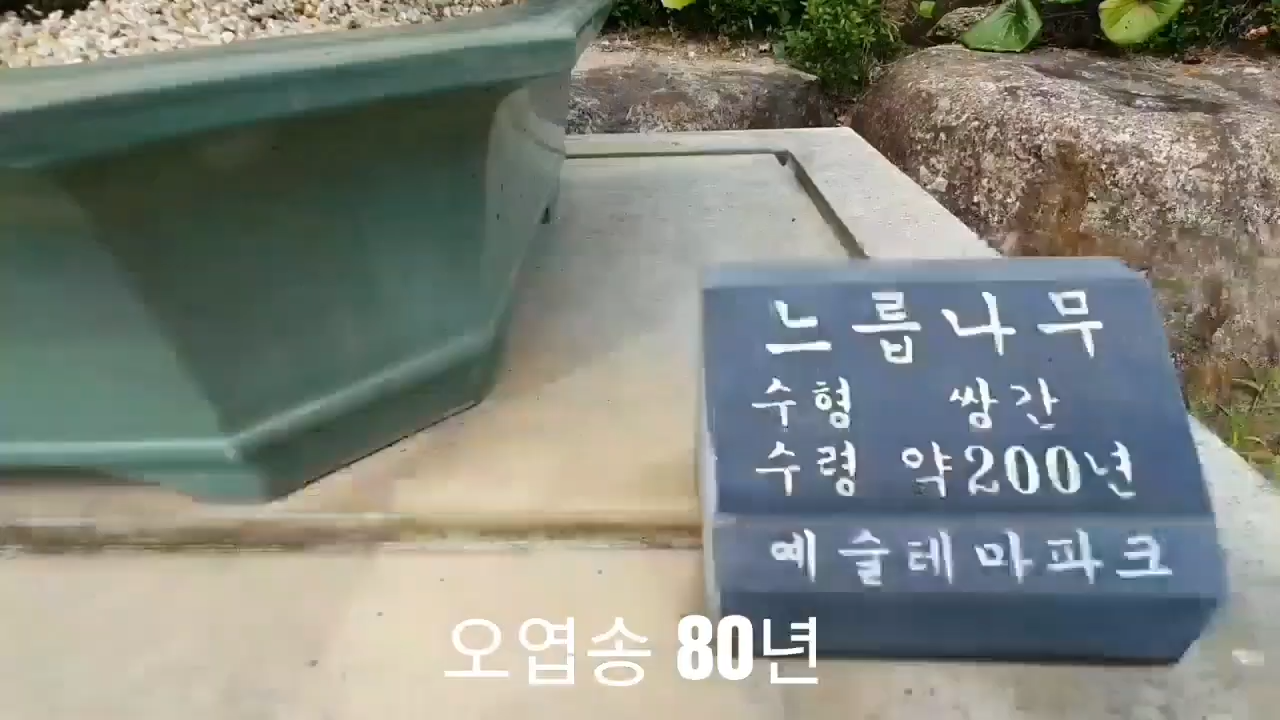 느릅나무
수형 쌍간
수령 약200년
예술테마파크
오엽송 80년